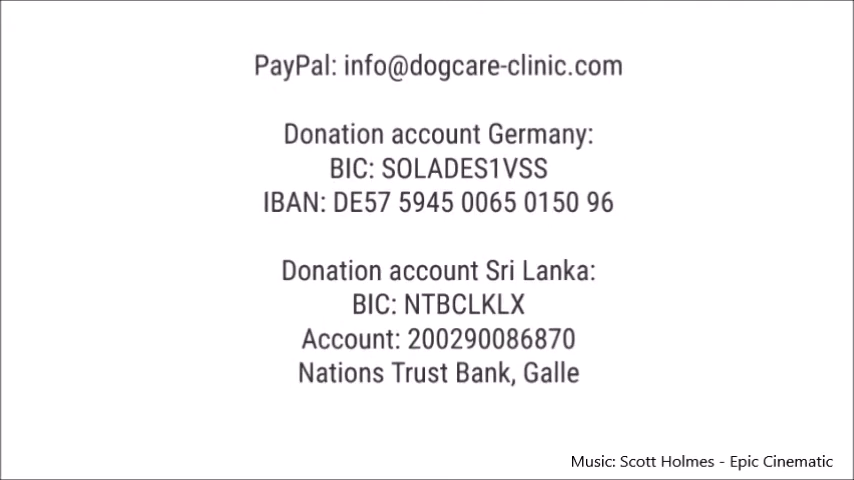 PayPal: info@dogcare-clinic.com
Donation account Germany:
BIC: SOLADES1VSS
IBAN: DE57 5945 0065 0150 96
Donation account Sri Lanka:
BIC: NTBCLKLX
Account: 200290086870
Nations Trust Bank, Galle
Music: Scott Holmes - Epic Cinematic